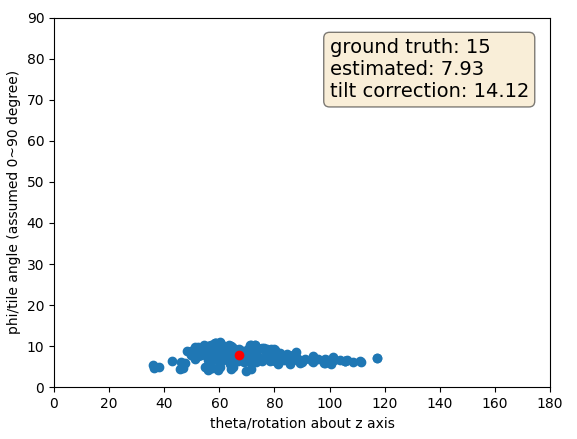 90
80
70
60
50
40
30
20
10
0
phi/tile angle (assumed 0~90 degree)
ground truth: 15
estimated: 7.93
tilt correction: 14.12
0 20 40 60 80 100 120 140 160 180
theta/rotation about z axis